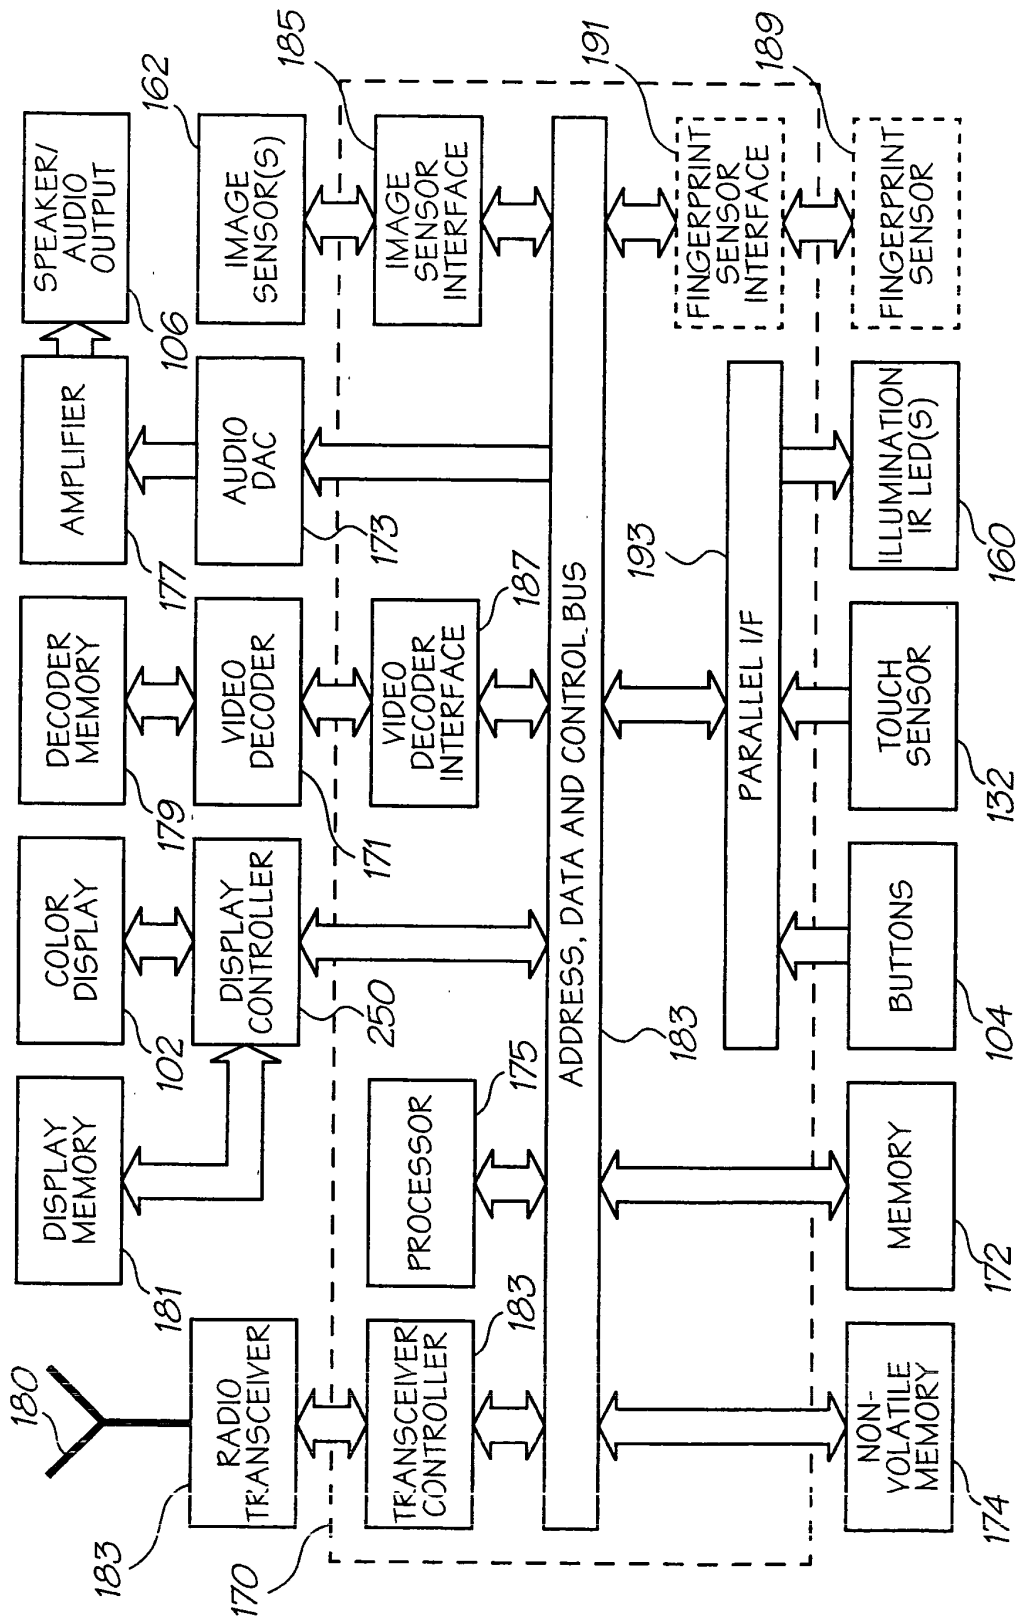 180
183
RADIO
TRANSCEIVER
170
TRANSCEIVER
CONTROLLER
183
NON-
VOLATILE
MEMORY
174
DISPLAY
MEMORY
181
PROCESSOR
175
MEMORY
172
COLOR
DISPLAY
102
DISPLAY
CONTROLLER
250
ADDRESS, DATA AND CONTROL BUS
183
BUTTONS
104
DECODER
MEMORY
179
VIDEO
DECODER
171
VIDEO
DECODER
INTERFACE
187
PARALLEL I/F
193
TOUCH
SENSOR
132
AMPLIFIER
177
AUDIO
DAC
173
ILLUMINATION
IR LED(S)
160
SPEAKER/
AUDIO
OUTPUT
106
IMAGE
SENSOR(S)
162
IMAGE
SENSOR
INTERFACE
185
FINGERPRINT
SENSOR
INTERFACE
191
FINGERPRINT
SENSOR
189